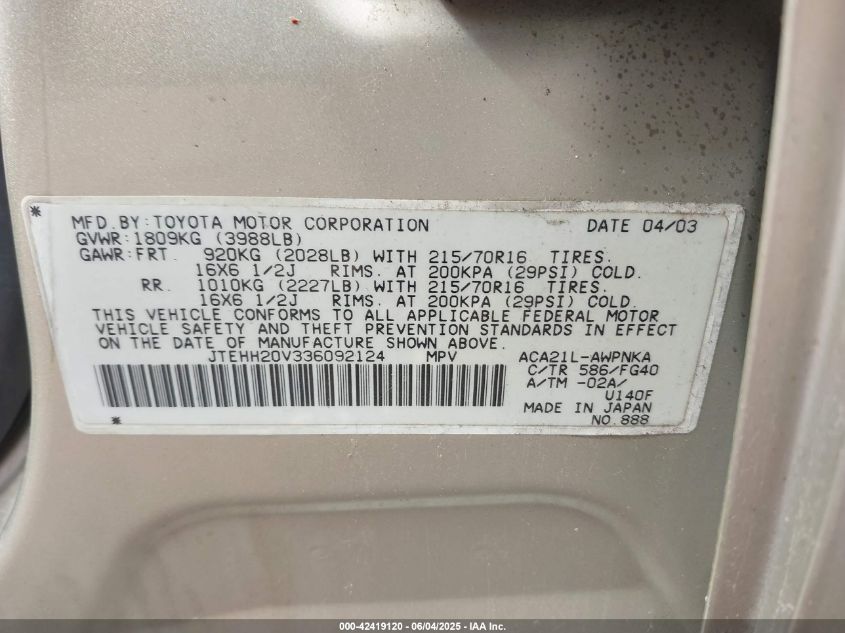 MFD. BY: TOYOTA MOTOR CORPORATION DATE 04/03
GVWR: 1809KG (3988LB)
GAWR: FRT. 920KG (2028LB) WITH 215/70R16 TIRES.
16X6 1/2J RIMS. AT 200KPA (29PSI) COLD.
RR. 1010KG (2227LB) WITH 215/70R16 TIRES.
16X6 1/2J RIMS. AT 200KPA (29PSI) COLD.
THIS VEHICLE CONFORMS TO ALL APPLICABLE FEDERAL MOTOR
VEHICLE SAFETY AND THEFT PREVENTION STANDARDS IN EFFECT
ON THE DATE OF MANUFACTURE SHOWN ABOVE.
JTEHH20V336092124 MPV ACA21L-AWPNKA
C/TR 586/FG40
A/TM -02A/
U140F
MADE IN JAPAN
NO.888
000-42419120 - 06/04/2025 - IAA Inc.